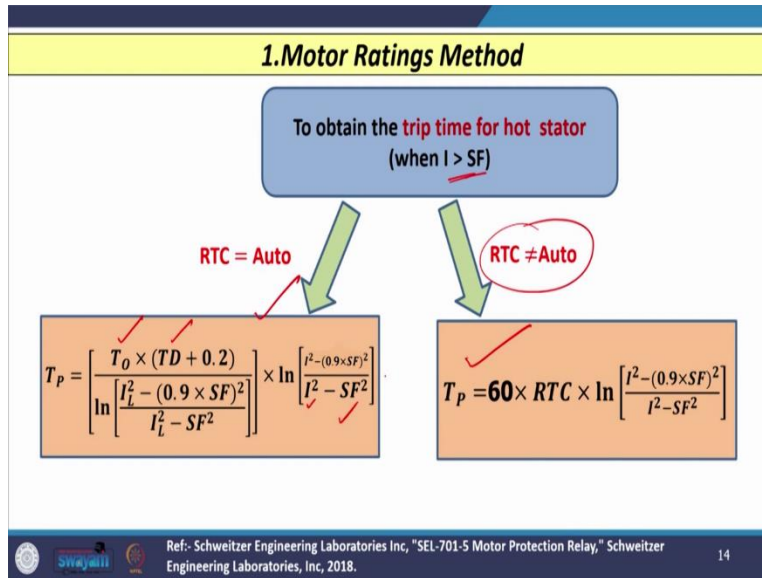 1.Motor Ratings Method
To obtain the trip time for hot stator
(when I > SF)
RTC = Auto
RTC ≠Auto
T_P = [T_O × (TD + 0.2) / ln[(I_L^2 − (0.9 × SF)^2) / (I_L^2 − SF^2)]] × ln[(I^2−(0.9×SF)^2) / (I^2 − SF^2)]
T_P =60× RTC × ln[(I^2−(0.9×SF)^2) / (I^2−SF^2)]
swayam
Ref:- Schweitzer Engineering Laboratories Inc, "SEL-701-5 Motor Protection Relay," Schweitzer
Engineering Laboratories, Inc, 2018.
14